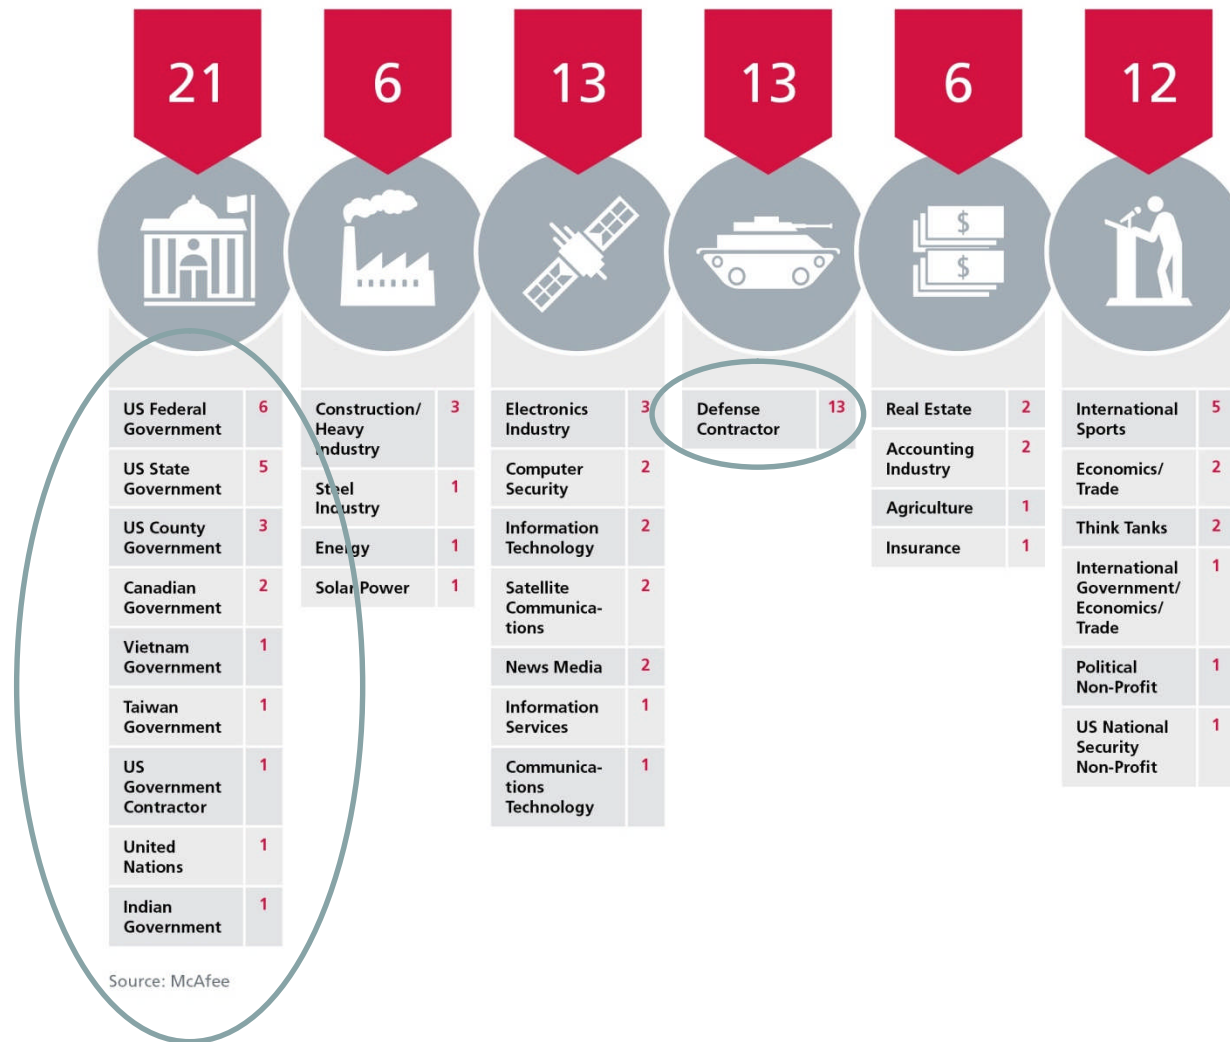 21
6
13
13
6
12
$
$
US Federal
Government
6
US State
Government
5
US County
Government
3
Canadian
Government
2
Vietnam
Government
1
Taiwan
Government
1
US
Government
Contractor
1
United
Nations
1
Indian
Government
1
Construction/
Heavy
Industry
3
Steel
Industry
1
Energy
1
Solar Power
1
Electronics
Industry
3
Computer
Security
2
Information
Technology
2
Satellite
Communica-
tions
2
News Media
2
Information
Services
1
Communica-
tions
Technology
1
Defense
Contractor
13
Real Estate
2
Accounting
Industry
2
Agriculture
1
Insurance
1
International
Sports
5
Economics/
Trade
2
Think Tanks
2
International
Government/
Economics/
Trade
1
Political
Non-Profit
1
US National
Security
Non-Profit
1
Source: McAfee